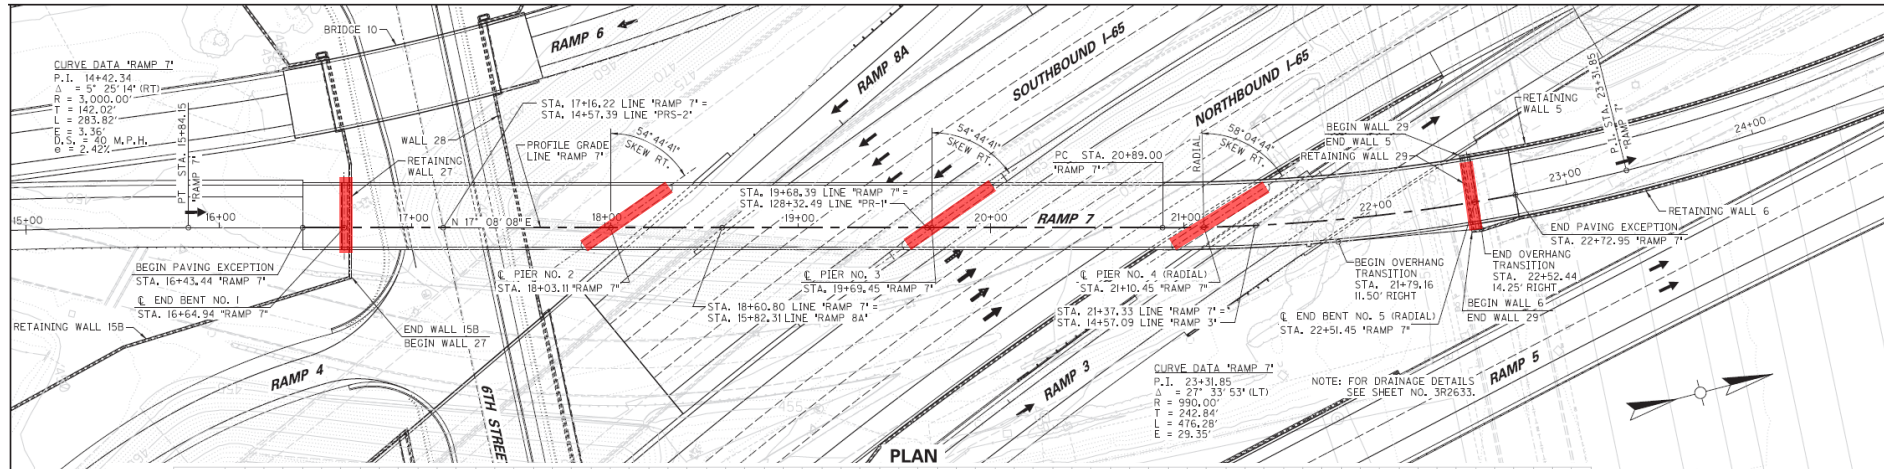 BRIDGE 10
RAMP 6
RAMP 8A
SOUTHBOUND I-65
NORTHBOUND I-65
CURVE DATA "RAMP 7"
P.I. 14+42.34
Δ = 5° 25' 14" (RT)
R = 3,000.00'
T = 142.02'
L = 283.82'
E = 3.36'
D.S. = 40 M.P.H.
e = 2.42%
PT STA. 15+84.15
"RAMP 7"
WALL 28
RETAINING
WALL 27
STA. 17+16.22 LINE "RAMP 7" =
STA. 14+57.39 LINE "PRS-2"
PROFILE GRADE
LINE "RAMP 7"
54°44'41"
SKEW RT.
54°44'41"
SKEW RT.
STA. 19+68.39 LINE "RAMP 7" =
STA. 128+32.49 LINE "PR-1"
PC STA. 20+89.00
"RAMP 7"
RADIAL
58°04'44"
SKEW RT.
BEGIN WALL 29
END WALL 5
RETAINING WALL 29
RETAINING
WALL 5
P.I. STA. 23+31.85
"RAMP 7"
15+00
16+00
17+00
N 17° 08' 08" E
18+00
19+00
20+00
RAMP 7
21+00
22+00
23+00
24+00
RETAINING WALL 6
BEGIN PAVING EXCEPTION
STA. 16+43.44 "RAMP 7"
℄ END BENT NO. 1
STA. 16+64.94 "RAMP 7"
RETAINING WALL 15B
END WALL 15B
BEGIN WALL 27
RAMP 4
6TH STREET
℄ PIER NO. 2
STA. 18+03.11 "RAMP 7"
STA. 18+60.80 LINE "RAMP 7" =
STA. 15+82.31 LINE "RAMP 8A"
℄ PIER NO. 3
STA. 19+69.45 "RAMP 7"
℄ PIER NO. 4 (RADIAL)
STA. 21+10.45 "RAMP 7"
STA. 21+37.33 LINE "RAMP 7" =
STA. 14+57.09 LINE "RAMP 3"
RAMP 3
BEGIN OVERHANG
TRANSITION
STA. 21+79.16
11.50' RIGHT
℄ END BENT NO. 5 (RADIAL)
STA. 22+51.45 "RAMP 7"
END PAVING EXCEPTION
STA. 22+72.95 "RAMP 7"
END OVERHANG
TRANSITION
STA. 22+52.44
14.25' RIGHT
BEGIN WALL 6
END WALL 29
CURVE DATA "RAMP 7"
P.I. 23+31.85
Δ = 27° 33' 53" (LT)
R = 990.00'
T = 242.84'
L = 476.28'
E = 29.35'
NOTE: FOR DRAINAGE DETAILS
SEE SHEET NO. 3R2633.
RAMP 5
PLAN